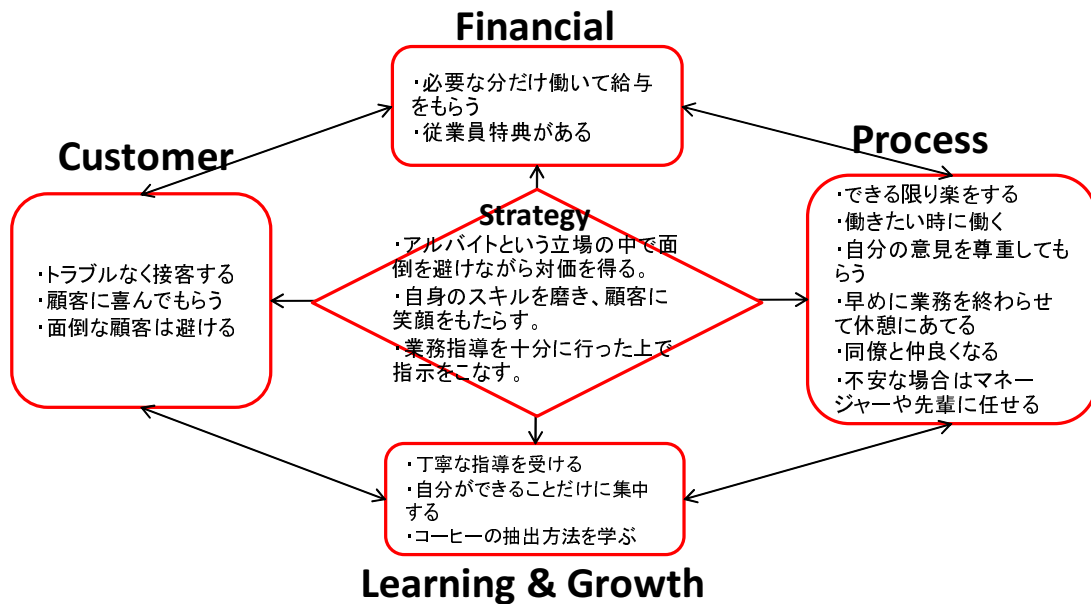 Financial
・必要な分だけ働いて給与
をもらう
・従業員特典がある
Customer
・トラブルなく接客する
・顧客に喜んでもらう
・面倒な顧客は避ける
Strategy
・アルバイトという立場の中で面
倒を避けながら対価を得る。
・自身のスキルを磨き、顧客に
笑顔をもたらす。
・業務指導を十分に行った上で
指示をこなす。
Process
・できる限り楽をする
・働きたい時に働く
・自分の意見を尊重しても
らう
・早めに業務を終わらせ
て休憩にあてる
・同僚と仲良くなる
・不安な場合はマネー
ジャーや先輩に任せる
・丁寧な指導を受ける
・自分ができることだけに集中
する
・コーヒーの抽出方法を学ぶ
Learning & Growth